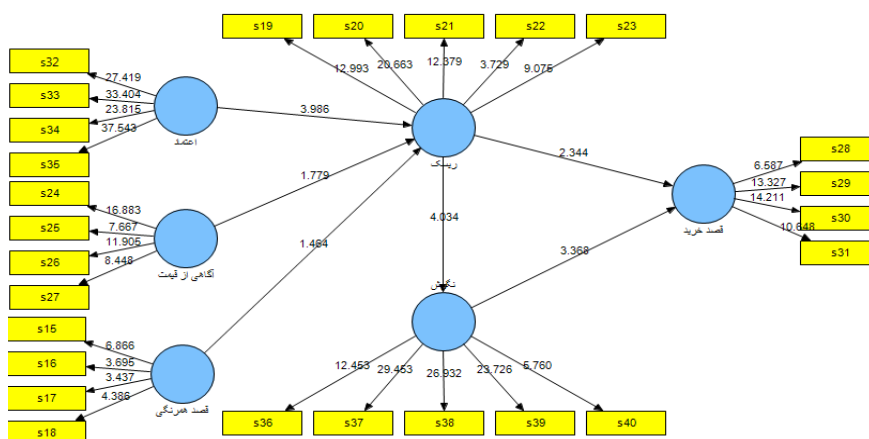 s19
s20
s21
s22
s23
12.993
20.663
12.379
3.729
9.075
s32
s33
s34
s35
27.419
33.404
23.815
37.543
اعتماد
3.986
ریسک
2.344
s24
s25
s26
s27
16.883
7.667
11.905
8.448
آگاهی از قیمت
1.779
4.034
s28
s29
s30
s31
6.587
13.327
14.211
10.648
قصد خرید
1.464
3.368
s15
s16
s17
s18
6.866
3.695
3.437
4.386
قصد همرنگی
نگرش
12.453
29.453
26.932
23.726
5.760
s36
s37
s38
s39
s40